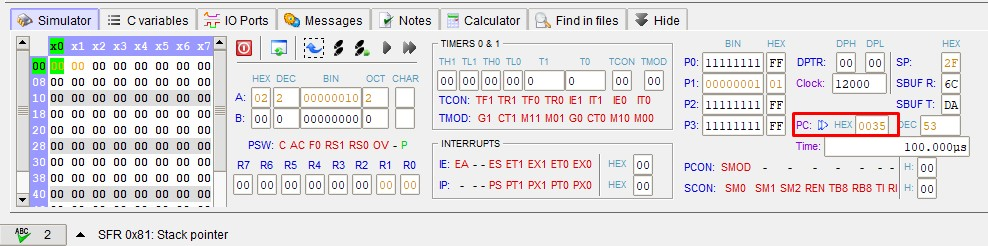 Simulator C variables IO Ports Messages Notes Calculator Find in files Hide
x0 x1 x2 x3 x4 x5 x6 x7
00 00 00 00 00 00 00 00 00
08 00 00 00 00 00 00 00 00
10 00 00 00 00 00 00 00 00
18 00 00 00 00 00 00 00 00
20 00 00 00 00 00 00 00 00
28 00 00 00 00 00 00 00 00
30 00 00 00 00 00 00 00 00
38 00 00 00 00 00 00 00 00
40 00 00 00 00 00 00 00 00
HEX DEC BIN OCT CHAR
A: 02 2 00000010 2
B: 00 0 00000000 0
PSW: C AC F0 RS1 RS0 OV - P
R7 R6 R5 R4 R3 R2 R1 R0
00 00 00 00 00 00 00 00
TIMERS 0 & 1
TH1 TL1 TH0 TL0 T1 T0 TCON TMOD
00 00 00 00 0 0 00 00
TCON: TF1 TR1 TF0 TR0 IE1 IT1 IE0 IT0
TMOD: G1 CT1 M11 M01 G0 CT0 M10 M00
INTERRUPTS
IE: EA - - ES ET1 EX1 ET0 EX0 HEX 00
IP: - - - PS PT1 PX1 PT0 PX0 HEX 00
BIN HEX
P0: 11111111 FF
P1: 00000001 01
P2: 11111111 FF
P3: 11111111 FF
DPH DPL HEX
DPTR: 00 00 SP: 2F
Clock: 12000 SBUF R: 6C
SBUF T: DA
PC: HEX 0035 DEC 53
Time: 100.000µs
PCON: SMOD - - - - - - - H: 00
SCON: SM0 SM1 SM2 REN TB8 RB8 TI RI H: 00
ABC 2 SFR 0x81: Stack pointer